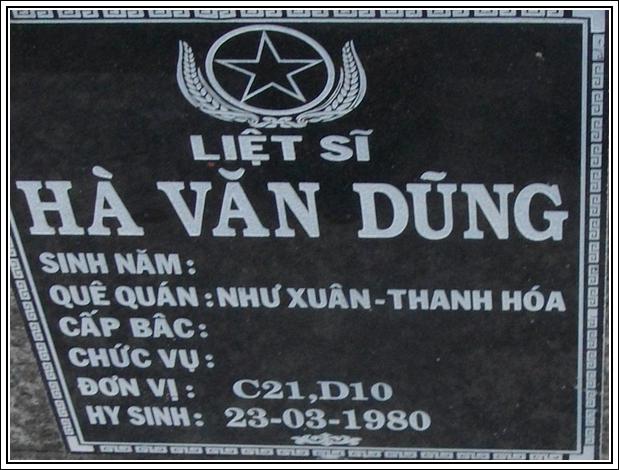 LIỆT SĨ
HÀ VĂN DŨNG
SINH NĂM :
QUÊ QUÁN : NHƯ XUÂN - THANH HÓA
CẤP BÂC :
CHỨC VỤ :
ĐƠN VỊ : C21,D10
HY SINH : 23-03-1980